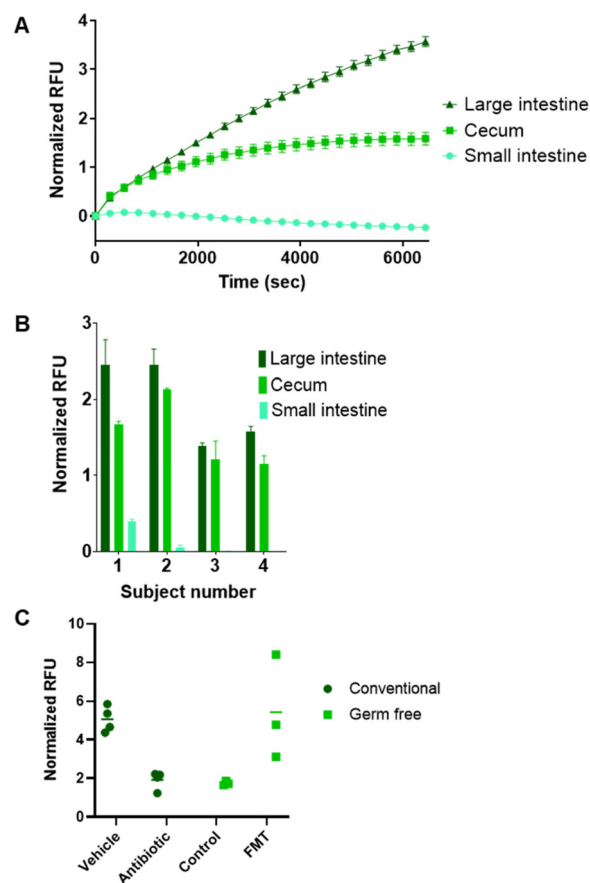 A
Normalized RFU
4
3
2
1
0
0 2000 4000 6000
Time (sec)
Large intestine
Cecum
Small intestine
B
Normalized RFU
3
2
1
0
1 2 3 4
Subject number
Large intestine
Cecum
Small intestine
C
Normalized RFU
10
8
6
4
2
0
Vehicle
Antibiotic
Control
FMT
Conventional
Germ free